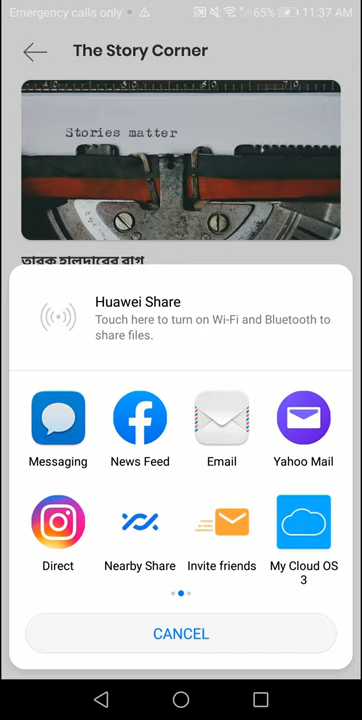 Emergency calls only
65%
11:37 AM
The Story Corner
Stories matter
তারক হালদারের রাগ
Huawei Share
Touch here to turn on Wi-Fi and Bluetooth to
share files.
Messaging
News Feed
Email
Yahoo Mail
Direct
Nearby Share
Invite friends
My Cloud OS
3
CANCEL